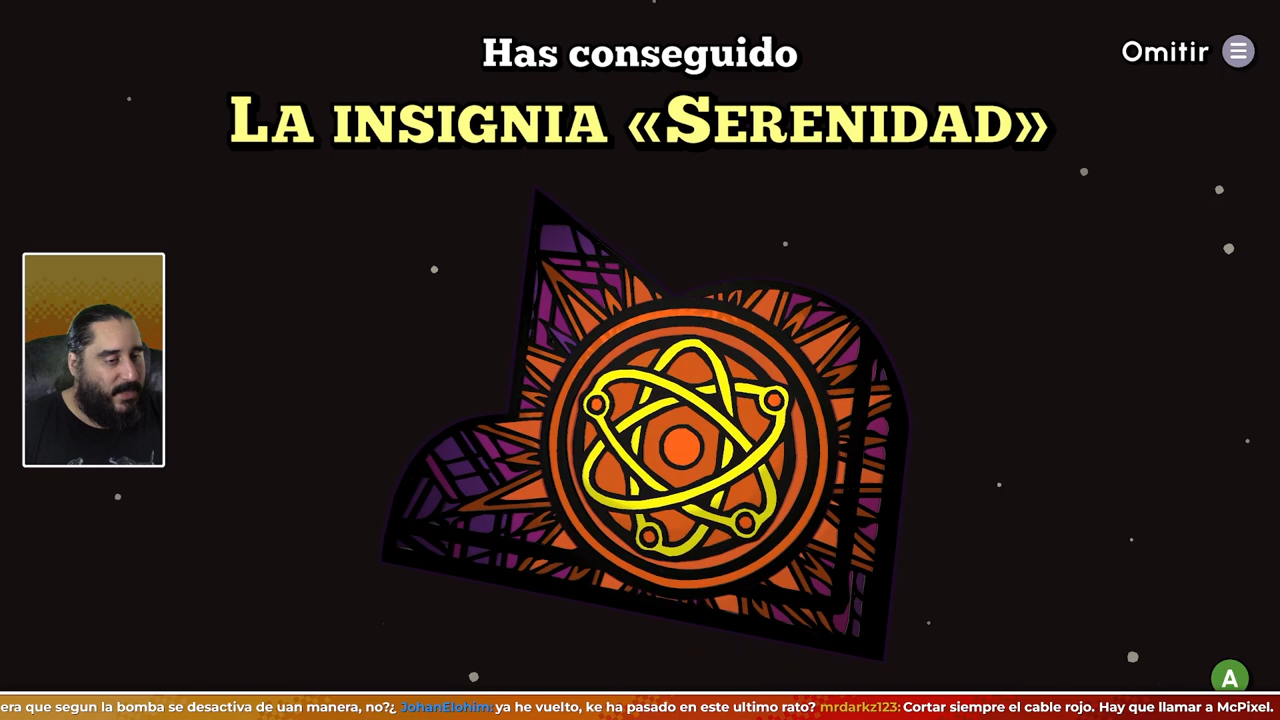 Has conseguido
Omitir
LA INSIGNIA «SERENIDAD»
A
era que segun la bomba se desactiva de uan manera, no?¿ JohanElohim: ya he vuelto, ke ha pasado en este ultimo rato? mrdarkz123: Cortar siempre el cable rojo. Hay que llamar a McPixel.